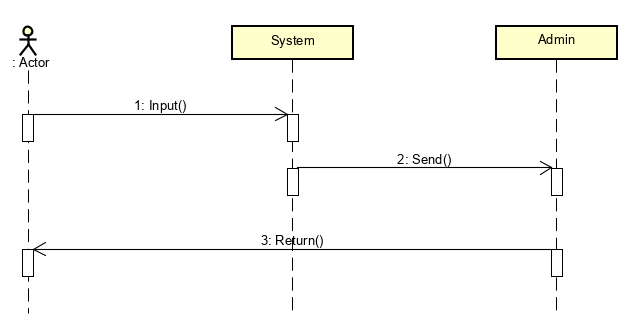 System
Admin
: Actor
1: Input()
2: Send()
3: Return()